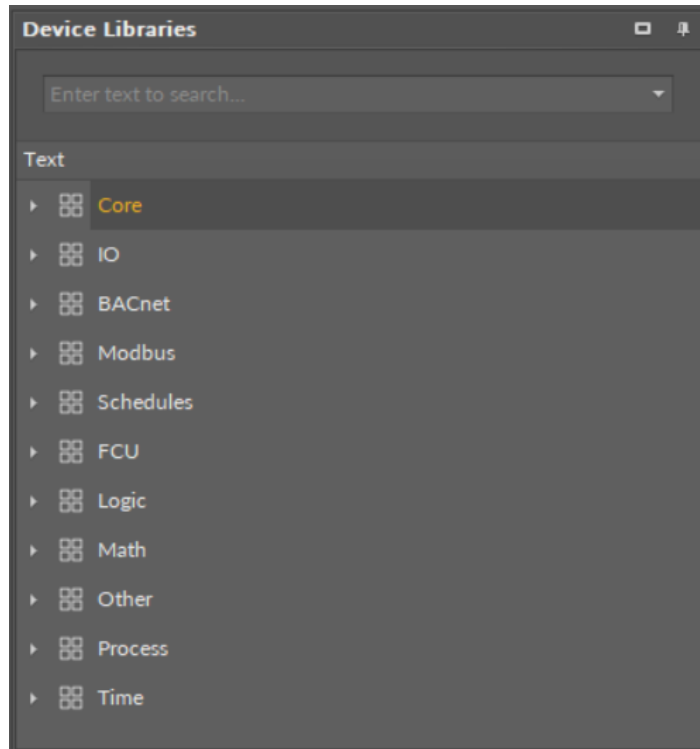 Device Libraries
Enter text to search...
Text
Core
IO
BACnet
Modbus
Schedules
FCU
Logic
Math
Other
Process
Time